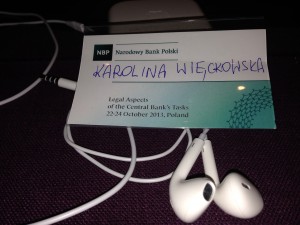 NBP Narodowy Bank Polski
KAROLINA WIĘCKOWSKA
Legal Aspects
of the Central Bank's Tasks
22-24 October 2013, Poland